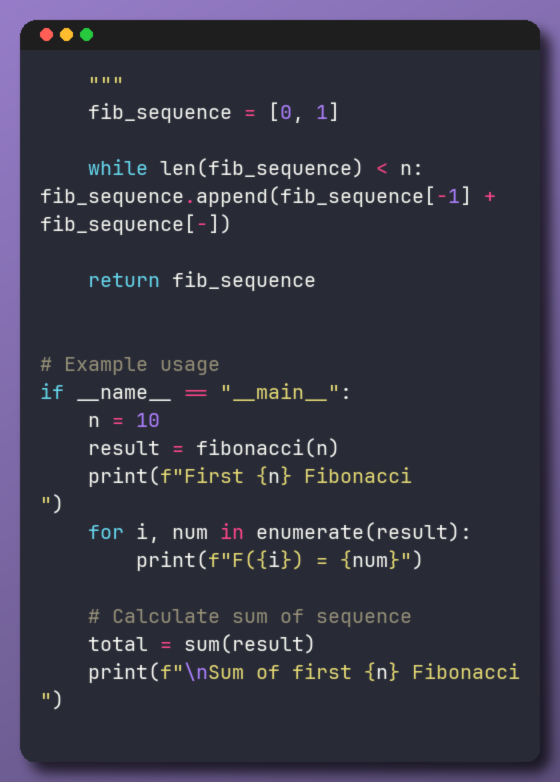 """
    fib_sequence = [0, 1]

    while len(fib_sequence) < n:
fib_sequence.append(fib_sequence[-1] +
fib_sequence[-])

    return fib_sequence


# Example usage
if __name__ == "__main__":
    n = 10
    result = fibonacci(n)
    print(f"First {n} Fibonacci
")
    for i, num in enumerate(result):
        print(f"F({i}) = {num}")

    # Calculate sum of sequence
    total = sum(result)
    print(f"\nSum of first {n} Fibonacci
")